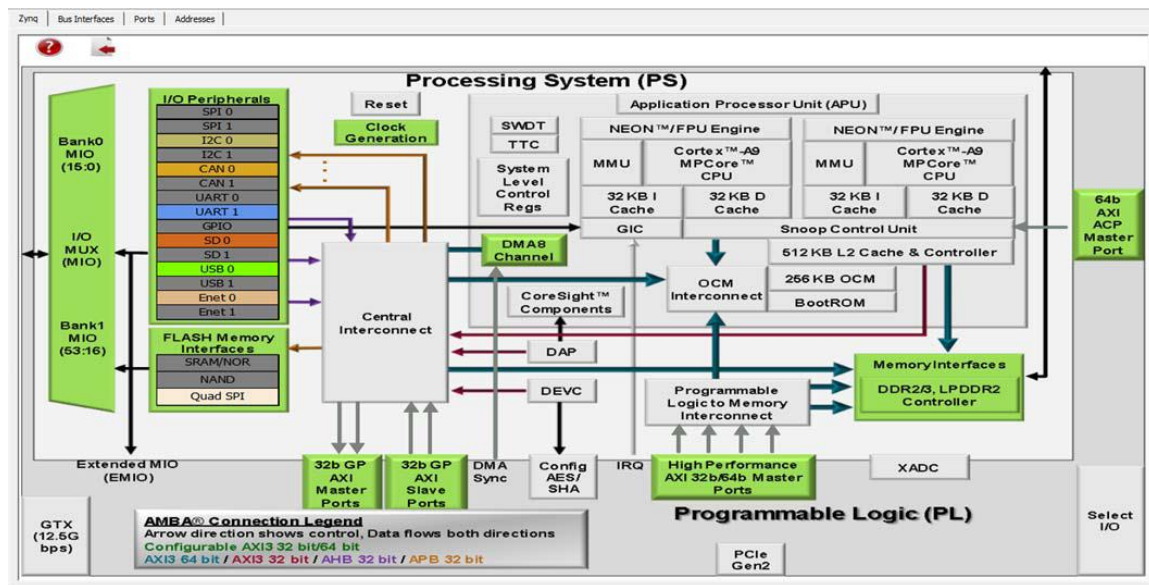 Zynq
Bus Interfaces
Ports
Addresses
Processing System (PS)
Bank0
MIO
(15:0)
I/O
MUX
(MIO)
Bank1
MIO
(53:16)
I/O Peripherals
SPI 0
SPI 1
I2C 0
I2C 1
CAN 0
CAN 1
UART 0
UART 1
GPIO
SD 0
SD 1
USB 0
USB 1
Enet 0
Enet 1
FLASH Memory
Interfaces
SRAM/NOR
NAND
Quad SPI
Reset
Clock
Generation
Central
Interconnect
Application Processor Unit (APU)
SWDT
TTC
System
Level
Control
Regs
NEON™/FPU Engine
MMU
Cortex™-A9
MPCore™
CPU
32 KB I
Cache
32 KB D
Cache
NEON™/FPU Engine
MMU
Cortex™-A9
MPCore™
CPU
32 KB I
Cache
32 KB D
Cache
GIC
Snoop Control Unit
DMA8
Channel
512 KB L2 Cache & Controller
OCM
Interconnect
256 KB OCM
BootROM
CoreSight™
Components
DAP
DEVC
Programmable
Logic to Memory
Interconnect
Memory Interfaces
DDR2/3, LPDDR2
Controller
64b
AXI
ACP
Master
Port
Extended MIO
(EMIO)
32b GP
AXI
Master
Ports
32b GP
AXI
Slave
Ports
DMA
Sync
Config
AES/
SHA
IRQ
High Performance
AXI 32b/64b Master
Ports
XADC
GTX
(12.5G
bps)
AMBA® Connection Legend
Arrow direction shows control, Data flows both directions
Configurable AXI3 32 bit/64 bit
AXI3 64 bit / AXI3 32 bit / AHB 32 bit / APB 32 bit
Programmable Logic (PL)
PCIe
Gen2
Select
I/O